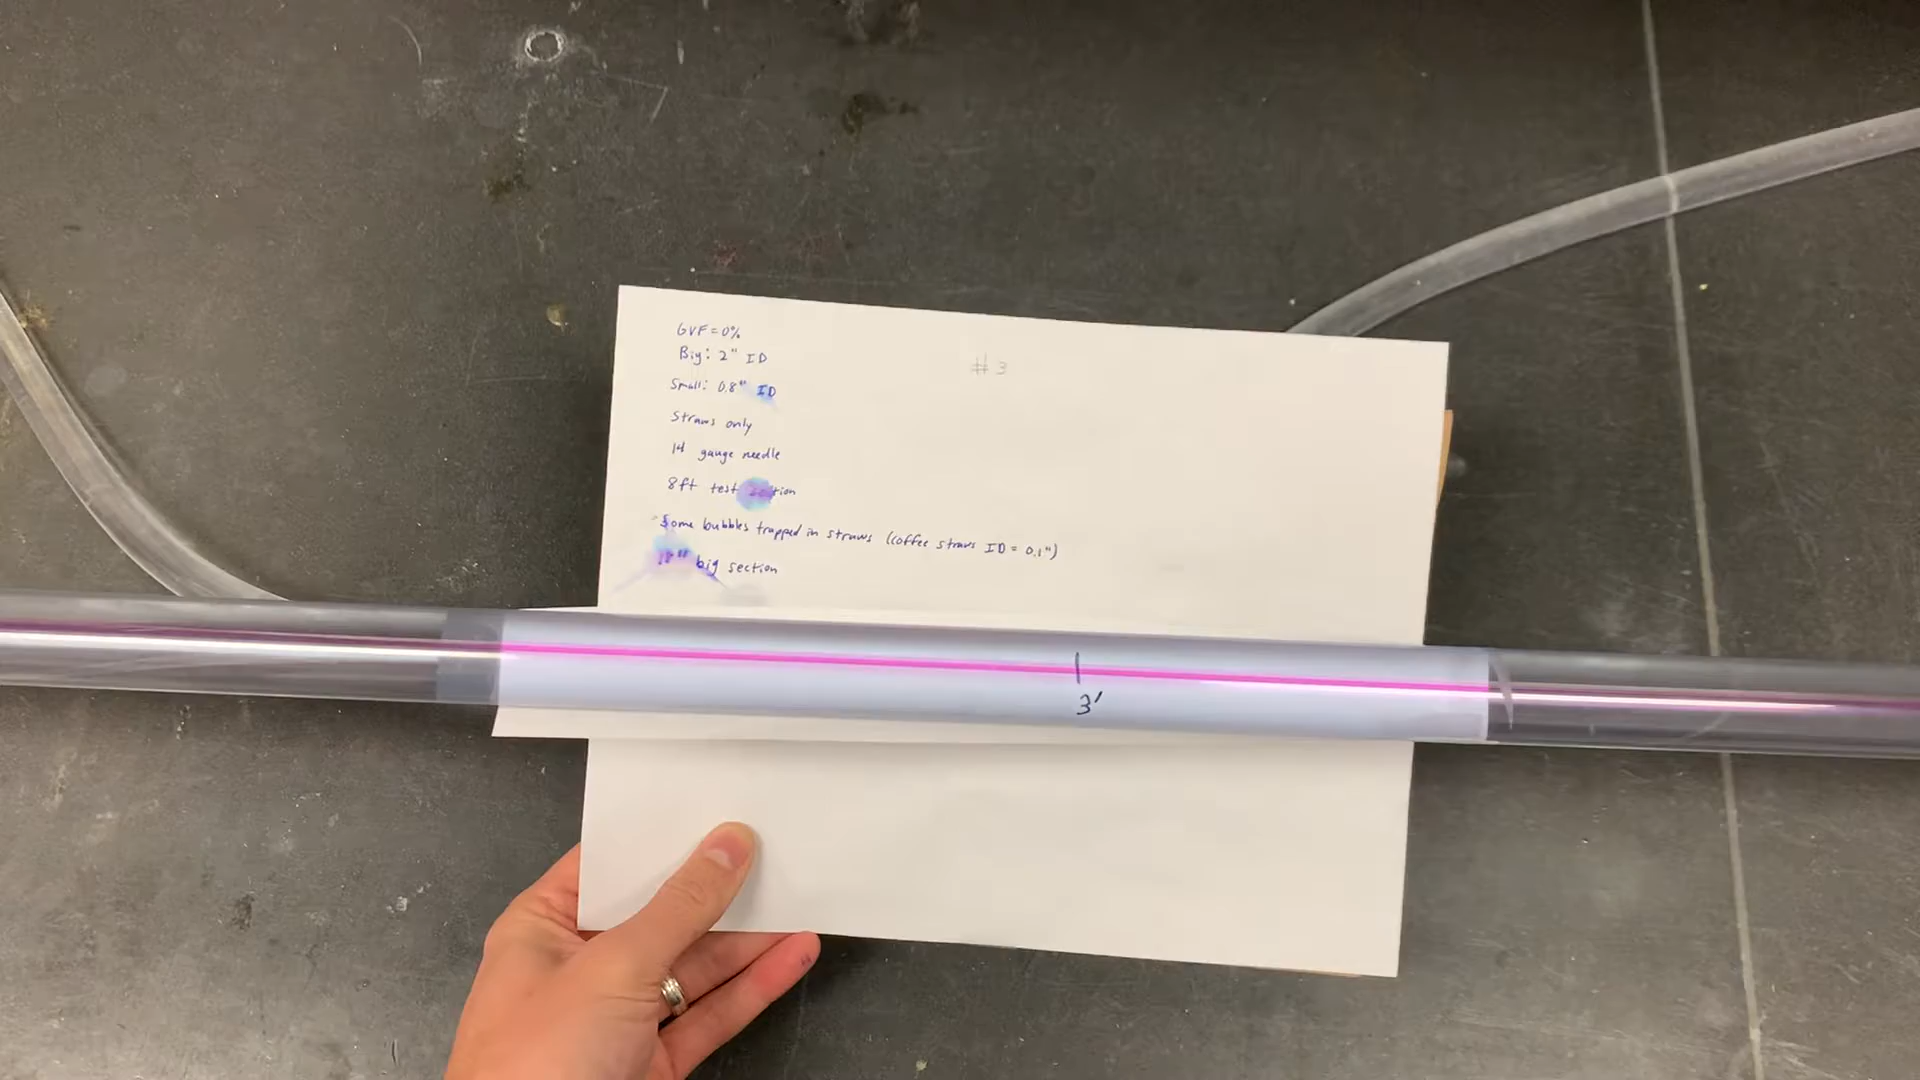 GVF = 0%
Big: 2" ID
#3
Small: 0.8" ID
Straws only
14 gauge needle
8ft test section
Some bubbles trapped in straws (coffee straws ID = 0.1")
18" big section
3'